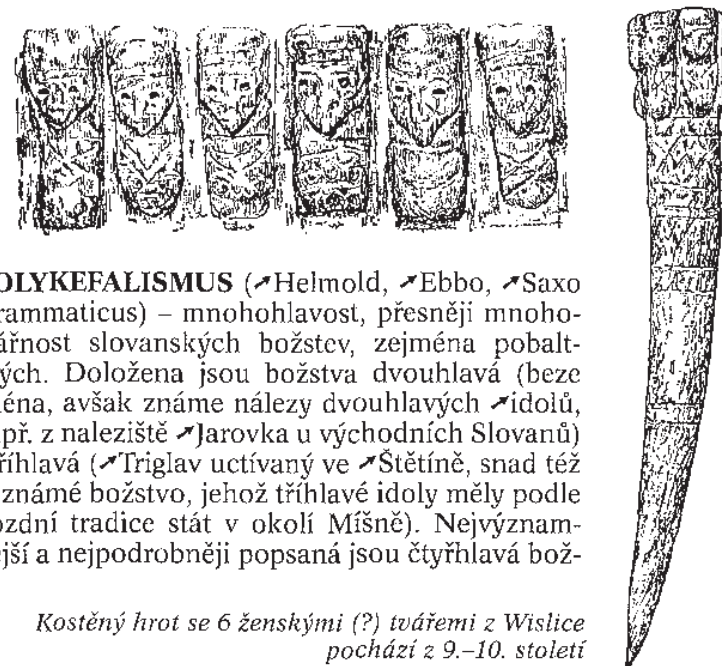 OLYKEFALISMUS (↗Helmold, ↗Ebbo, ↗Saxo
rammaticus) – mnohohlavost, přesněji mnoho-
ářnost slovanských božstev, zejména pobalt-
ých. Doložena jsou božstva dvouhlavá (beze
éna, avšak známe nálezy dvouhlavých ↗idolů,
př. z naleziště ↗Jarovka u východních Slovanů)
říhlavá (↗Triglav uctívaný ve ↗Štětíně, snad též
známé božstvo, jehož tříhlavé idoly měly podle
ozdní tradice stát v okolí Míšně). Nejvýznam-
jší a nejpodrobněji popsaná jsou čtyřhlavá bož-
Kostěný hrot se 6 ženskými (?) tvářemi z Wislice
pochází z 9.–10. století